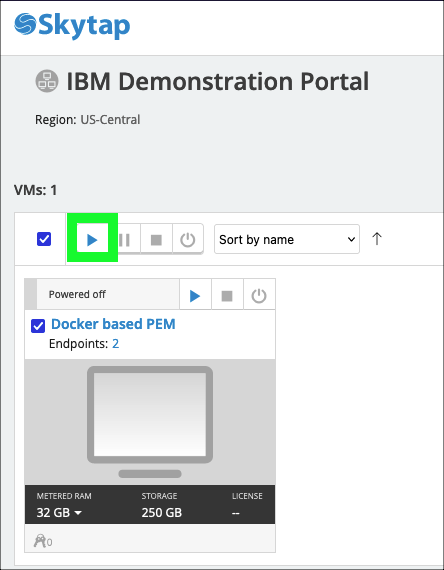 Skytap
IBM Demonstration Portal
Region: US-Central
VMs: 1
Sort by name
Powered off
Docker based PEM
Endpoints: 2
METERED RAM STORAGE LICENSE
32 GB 250 GB --
0